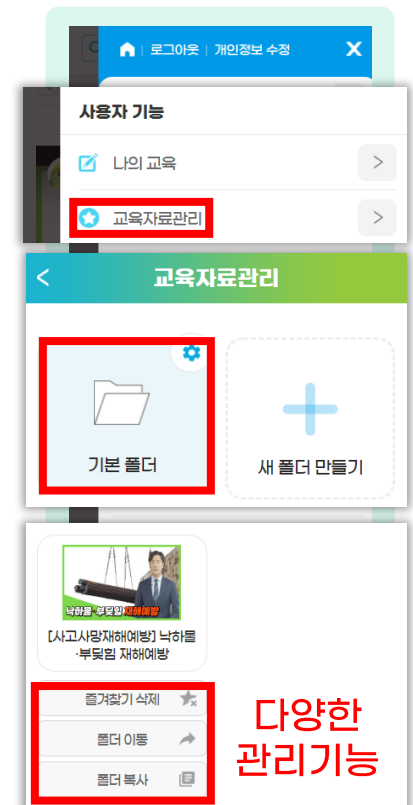 로그아웃 | 개인정보 수정 X
사용자 기능
나의 교육 >
교육자료관리 >
< 교육자료관리
기본 폴더
새 폴더 만들기
낙하물·부딪힘 재해예방
[사고사망재해예방] 낙하물
·부딪힘 재해예방
즐겨찾기 삭제
폴더 이동
폴더 복사
다양한
관리기능